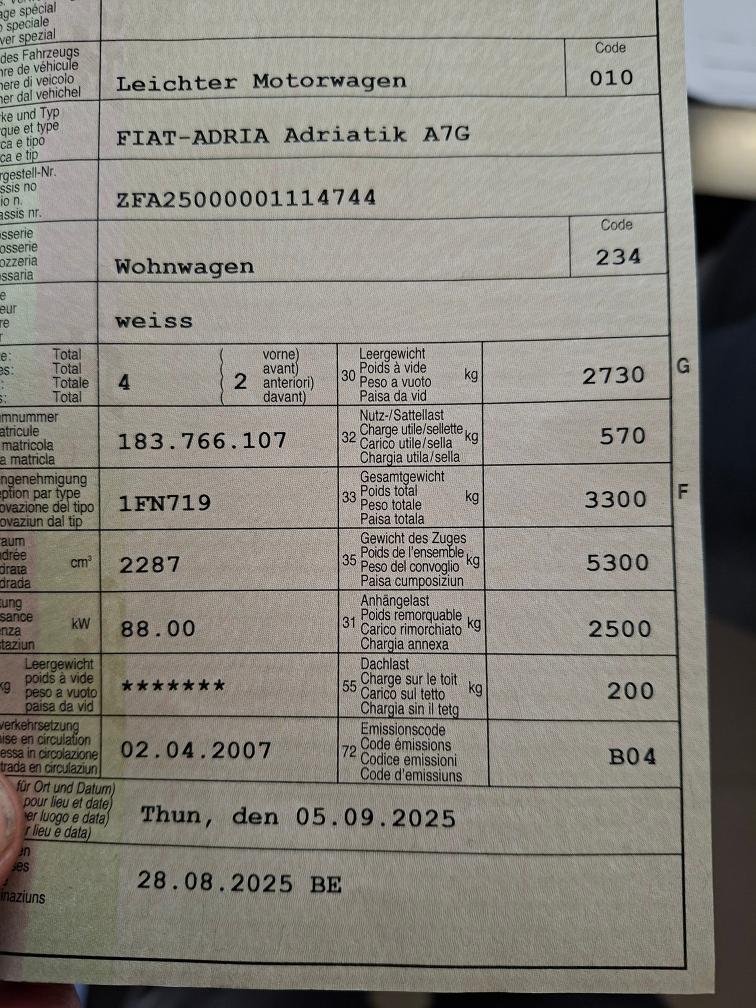 age spécial
speciale
ver spezial
des Fahrzeugs
re de véhicule
ere di veicolo
er dal vehichel
Leichter Motorwagen
Code
010
ke und Typ
que et type
ca e tipo
ca e tip
FIAT-ADRIA Adriatik A7G
rgestell-Nr.
ssis no
io n.
assis nr.
ZFA25000001114744
sserie
osserie
ozzeria
ssaria
Wohnwagen
Code
234
e
eur
re
weiss
e: Total
es: Total
: Totale
s: Total
4
( 2 vorne)
avant)
anteriori)
davant)
30 Leergewicht
Poids à vide
Peso a vuoto
Paisa da vid
kg
2730
G
mnummer
atricule
matricola
a matricla
183.766.107
32 Nutz-/Sattellast
Charge utile/sellette
Carico utile/sella
Chargia utila/sella
kg
570
ngenehmigung
ption par type
ovazione del tipo
ovaziun dal tip
1FN719
33 Gesamtgewicht
Poids total
Peso totale
Paisa totala
kg
3300
F
aum
drée
drata
drada
cm³
2287
35 Gewicht des Zuges
Poids de l'ensemble
Peso del convoglio
Paisa cumposiziun
kg
5300
ung
sance
nza
taziun
kW
88.00
31 Anhängelast
Poids remorquable
Carico rimorchiato
Chargia annexa
kg
2500
kg
Leergewicht
poids à vide
peso a vuoto
paisa da vid
*******
55 Dachlast
Charge sur le toit
Carico sul tetto
Chargia sin il tetg
kg
200
verkehrsetzung
ise en circulation
essa in circolazione
trada en circulaziun
02.04.2007
72 Emissionscode
Code émissions
Codice emissioni
Code d'emissiuns
B04
für Ort und Datum)
pour lieu et date)
er luogo e data)
r lieu e data)
Thun, den 05.09.2025
en
ses
inaziuns
28.08.2025 BE